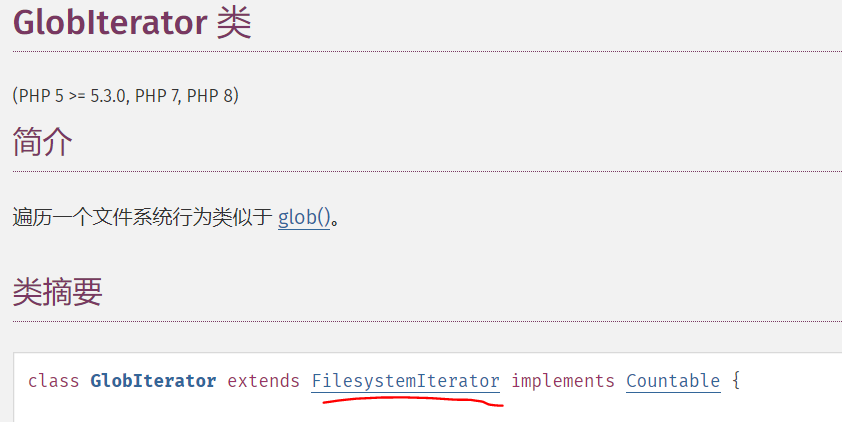 GlobIterator 类
(PHP 5 >= 5.3.0, PHP 7, PHP 8)
简介
遍历一个文件系统行为类似于 glob()。
类摘要
class GlobIterator extends FilesystemIterator implements Countable {